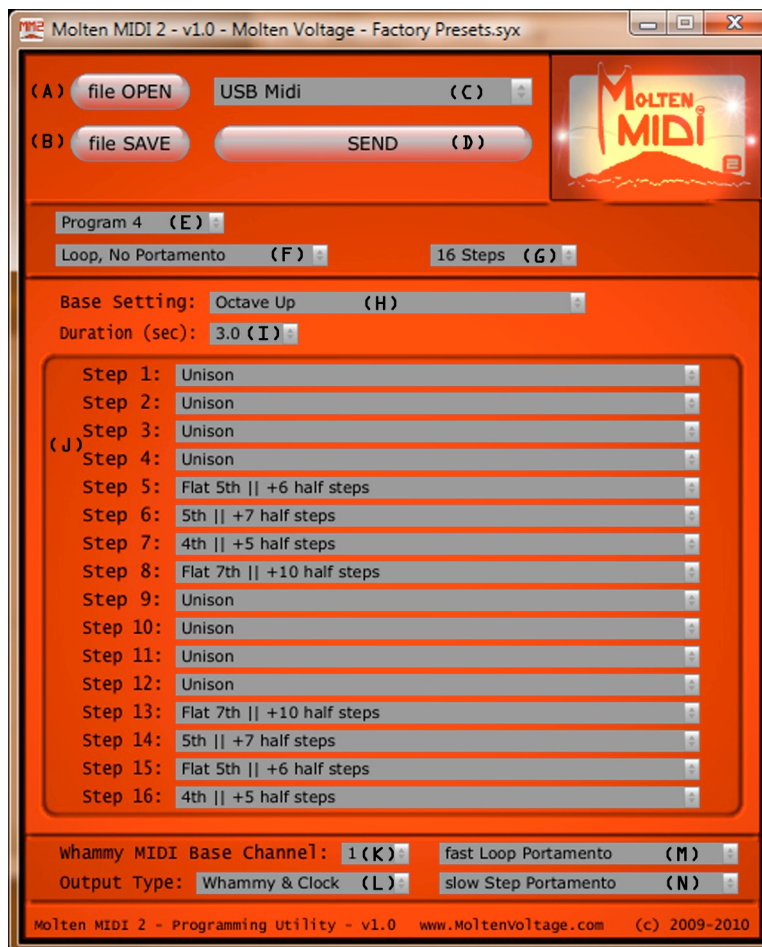 Molten MIDI 2 - v1.0 - Molten Voltage - Factory Presets.syx
(A) file OPEN USB Midi (C)
(B) file SAVE SEND (D)
MOLTEN
MIDI
2
Program 4 (E)
Loop, No Portamento (F) 16 Steps (G)
Base Setting: Octave Up (H)
Duration (sec): 3.0 (I)
Step 1: Unison
Step 2: Unison
Step 3: Unison
(J)
Step 4: Unison
Step 5: Flat 5th || +6 half steps
Step 6: 5th || +7 half steps
Step 7: 4th || +5 half steps
Step 8: Flat 7th || +10 half steps
Step 9: Unison
Step 10: Unison
Step 11: Unison
Step 12: Unison
Step 13: Flat 7th || +10 half steps
Step 14: 5th || +7 half steps
Step 15: Flat 5th || +6 half steps
Step 16: 4th || +5 half steps
Whammy MIDI Base Channel: 1 (K) fast Loop Portamento (M)
Output Type: Whammy & Clock (L) slow Step Portamento (N)
Molten MIDI 2 - Programming Utility - v1.0 www.MoltenVoltage.com (c) 2009-2010